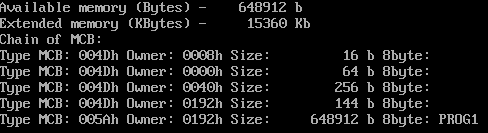 Available memory (Bytes) - 648912 b
Extended memory (KBytes) - 15360 Kb
Chain of MCB:
Type MCB: 004Dh Owner: 0008h Size: 16 b 8byte:
Type MCB: 004Dh Owner: 0000h Size: 64 b 8byte:
Type MCB: 004Dh Owner: 0040h Size: 256 b 8byte:
Type MCB: 004Dh Owner: 0192h Size: 144 b 8byte:
Type MCB: 005Ah Owner: 0192h Size: 648912 b 8byte: PROG1